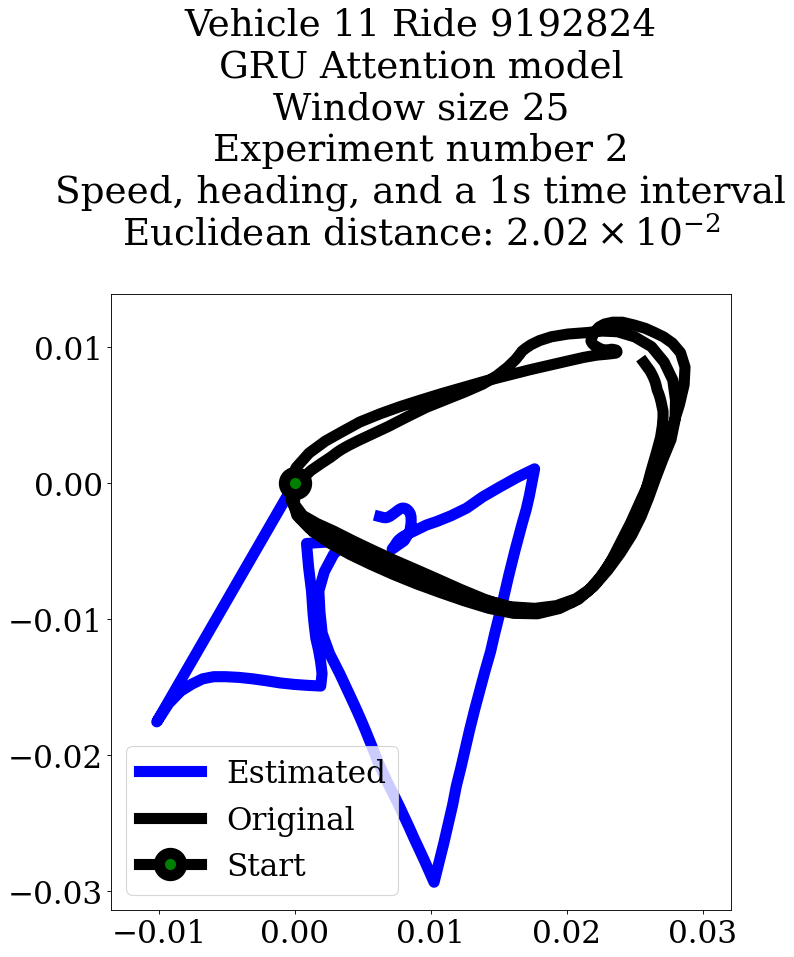 Vehicle 11 Ride 9192824
GRU Attention model
Window size 25
Experiment number 2
Speed, heading, and a 1s time interval
Euclidean distance: 2.02 × 10⁻²
0.01
0.00
−0.01
−0.02
−0.03
Estimated
Original
Start
−0.01 0.00 0.01 0.02 0.03